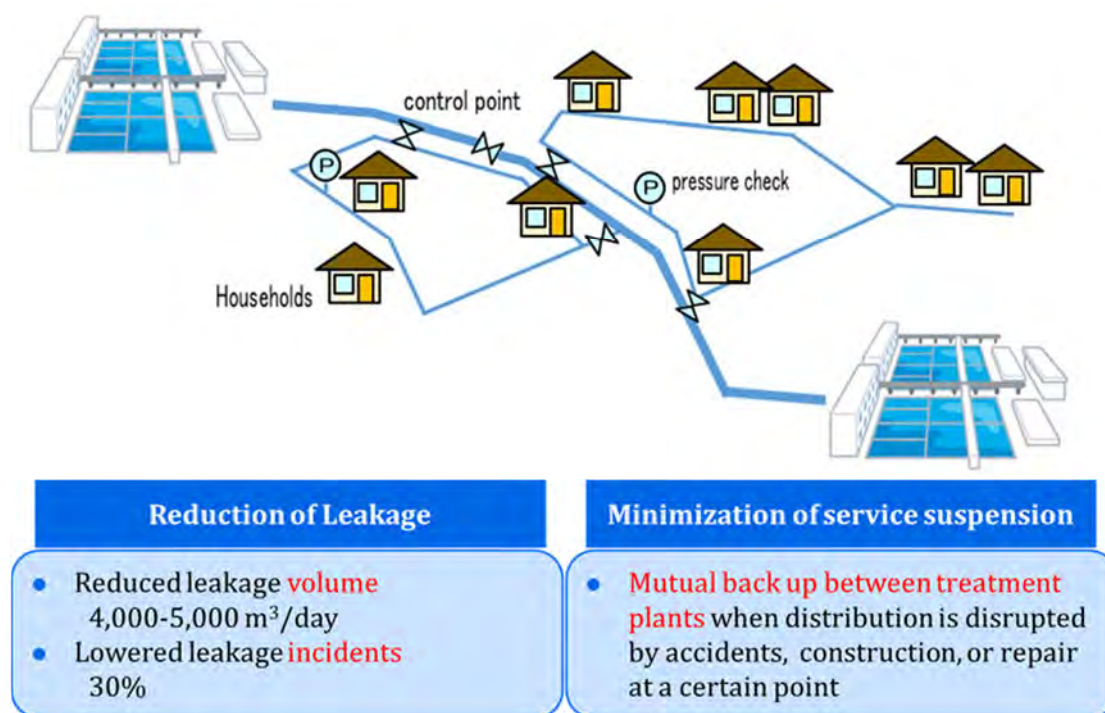 control point
P
P
pressure check
Households
Reduction of Leakage
● Reduced leakage volume
4,000-5,000 m³/day
● Lowered leakage incidents
30%
Minimization of service suspension
● Mutual back up between treatment
plants when distribution is disrupted
by accidents, construction, or repair
at a certain point